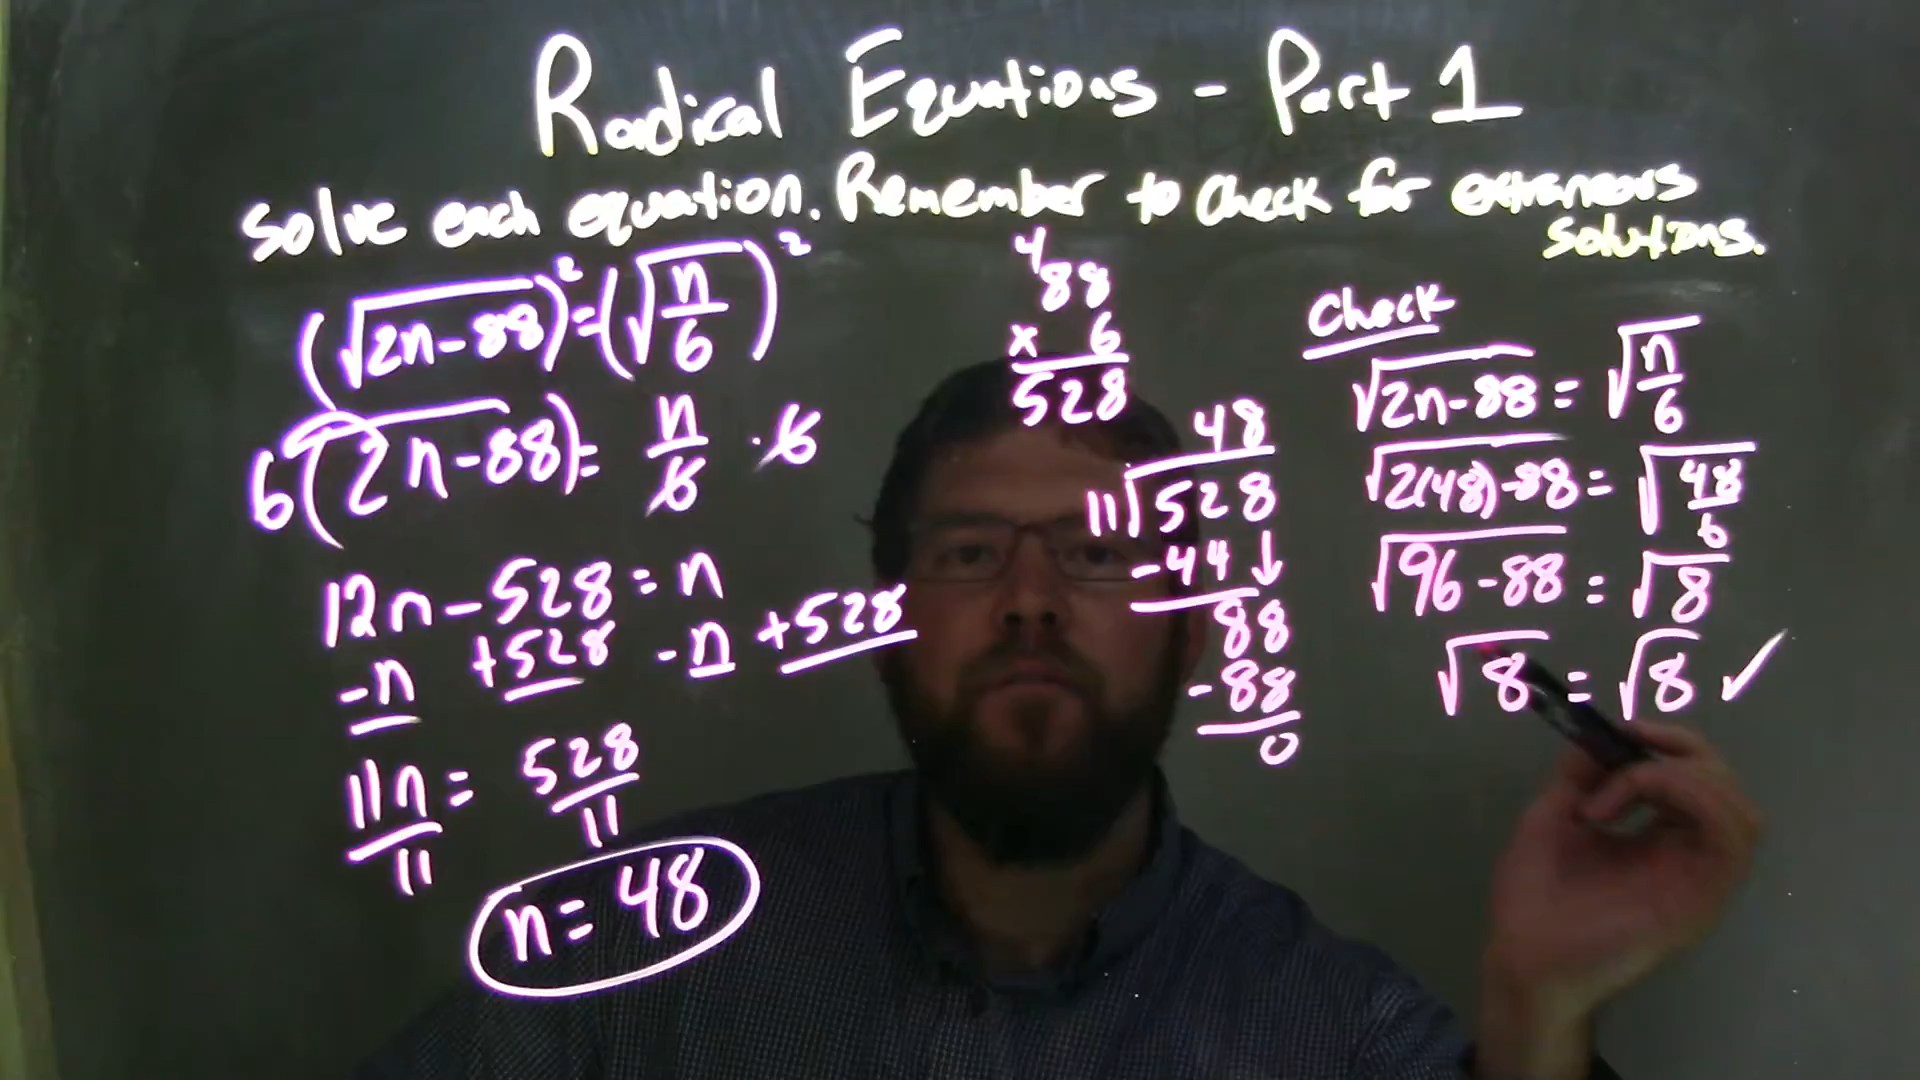 Radical Equations - Part 1
Solve each equation. Remember to check for extraneous
solutions.
(√(2n-88))² = (√(n/6))²
6(2n-88) = n/6 · 6
12n - 528 = n
-n +528 -n +528
11n/11 = 528/11
n = 48
4
88
x 6
528
48
11√528
-44↓
88
-88
0
Check
√(2n-88) = √(n/6)
√(2(48)-88) = √(48/6)
√(96-88) = √8
√8 = √8 ✓